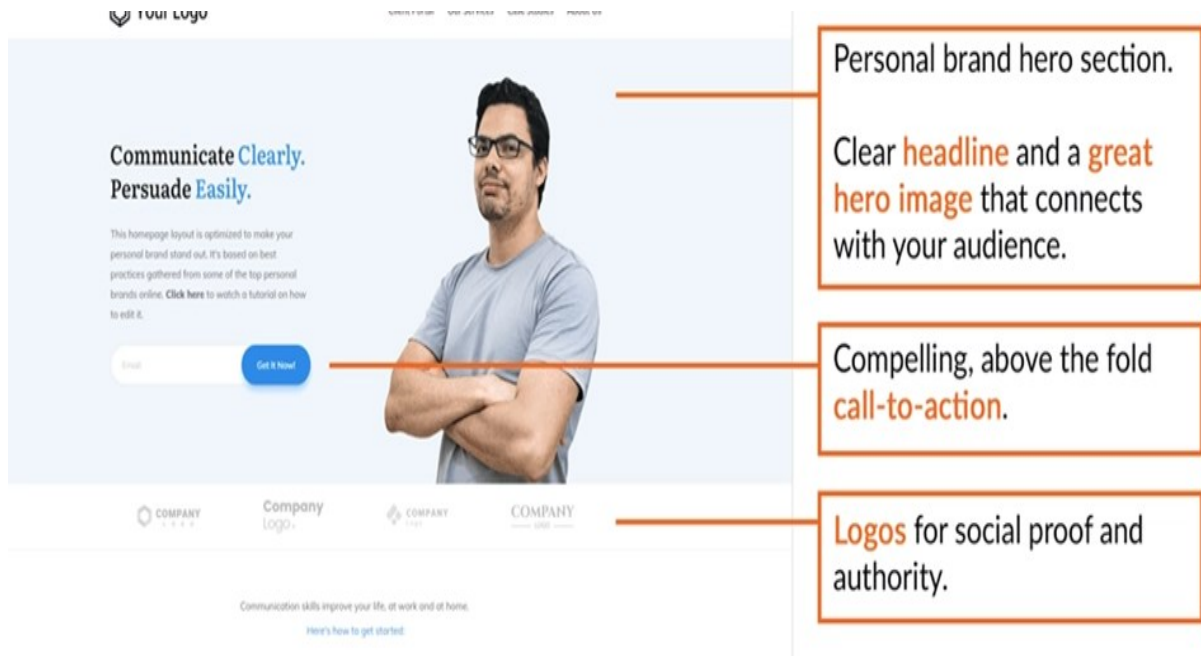 Your Logo
Client Portal Our Services Case Studies About Us
Communicate Clearly.
Persuade Easily.
This homepage layout is optimized to make your
personal brand stand out. It's based on best
practices gathered from some of the top personal
brands online. Click here to watch a tutorial on how
to edit it.
Email
Get It Now!
COMPANY
LOGO
Company
Logo.
COMPANY
LOGO
COMPANY
LOGO
Communication skills improve your life, at work and at home.
Here's how to get started
Personal brand hero section.
Clear headline and a great
hero image that connects
with your audience.
Compelling, above the fold
call-to-action.
Logos for social proof and
authority.